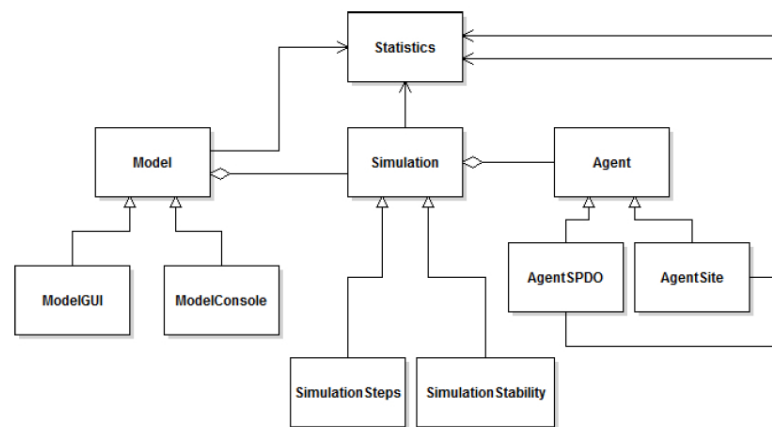 Statistics
Model
Simulation
Agent
ModelGUI
ModelConsole
AgentSPDO
AgentSite
SimulationSteps
SimulationStability